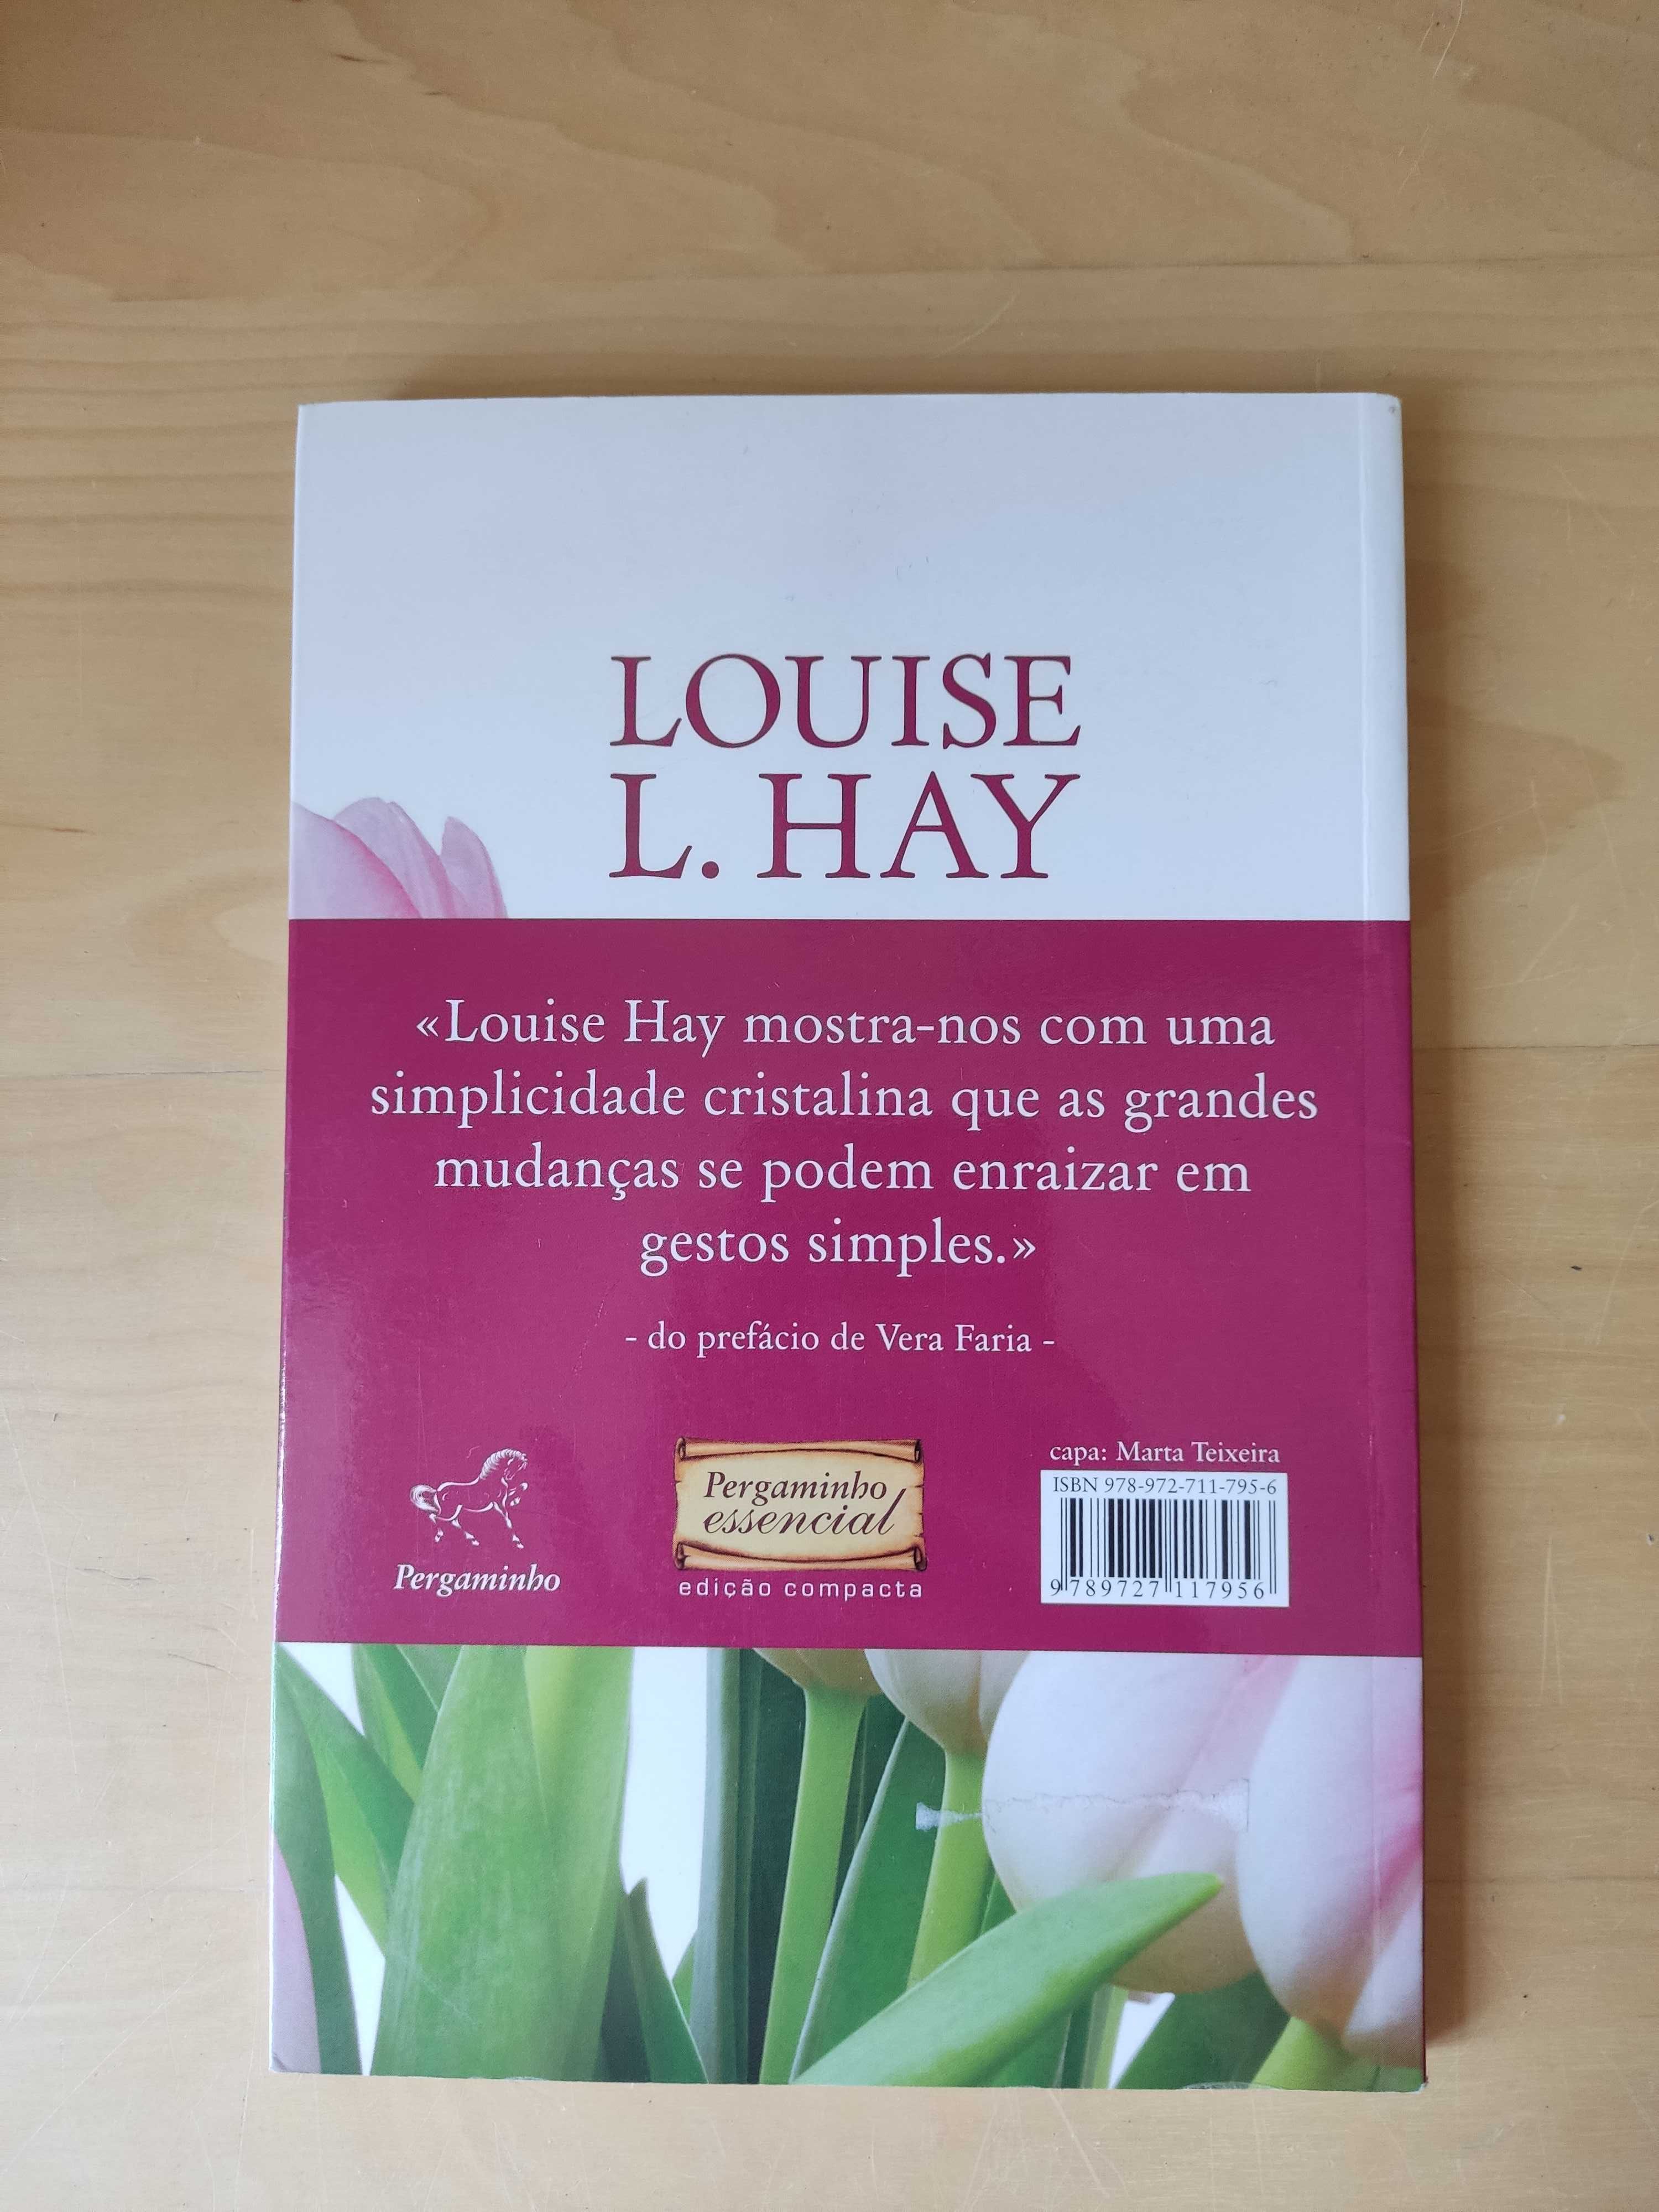 LOUISE
L. HAY
«Louise Hay mostra-nos com uma
simplicidade cristalina que as grandes
mudanças se podem enraizar em
gestos simples.»
- do prefácio de Vera Faria -
Pergaminho
Pergaminho
essencial
edição compacta
capa: Marta Teixeira
ISBN 978-972-711-795-6
9 789727 117956